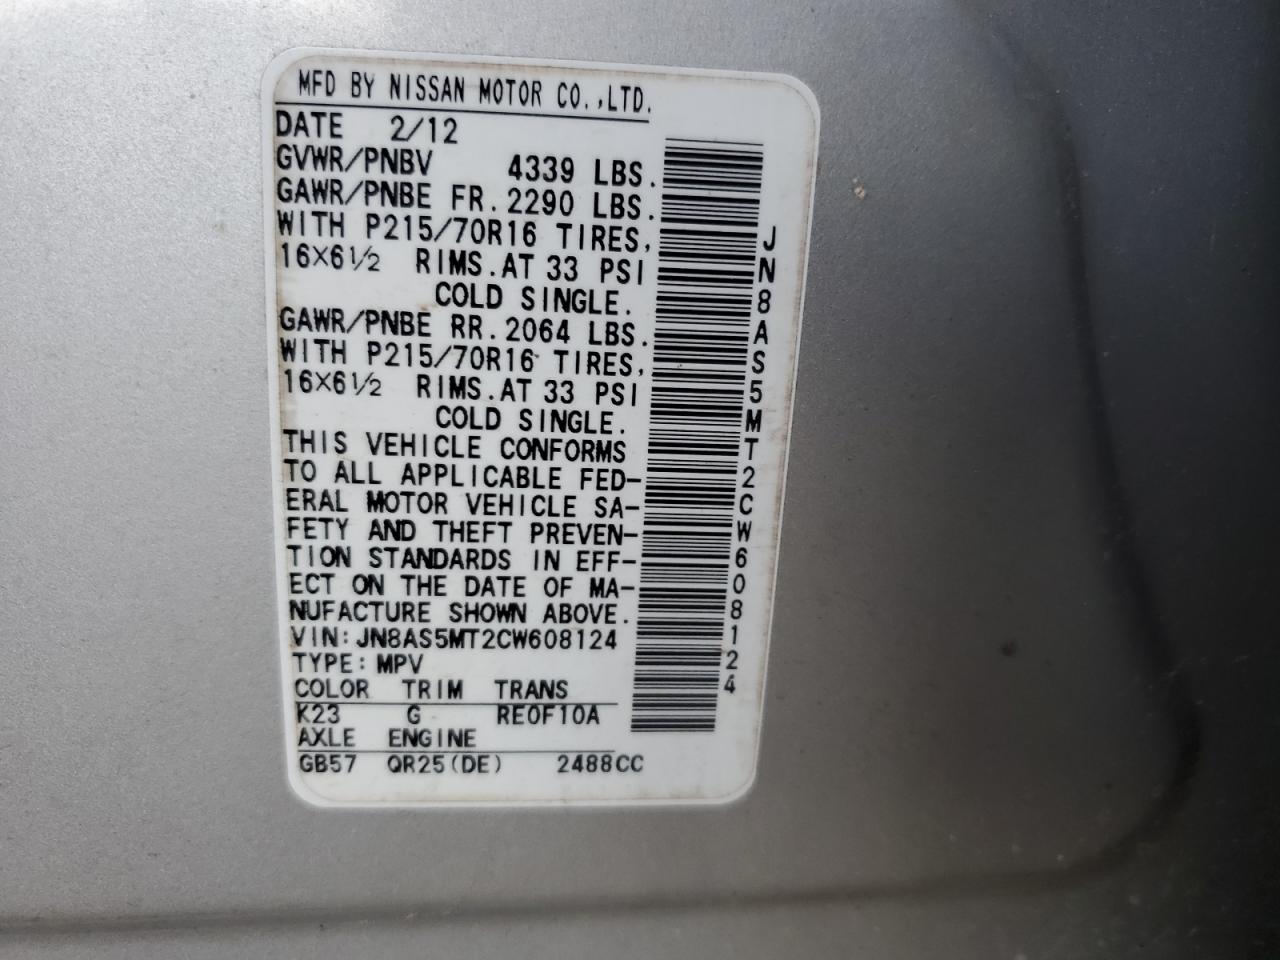 MFD BY NISSAN MOTOR CO.,LTD.
DATE 2/12
GVWR/PNBV 4339 LBS.
GAWR/PNBE FR. 2290 LBS.
WITH P215/70R16 TIRES,
16X6 1/2 RIMS. AT 33 PSI
COLD SINGLE.
GAWR/PNBE RR. 2064 LBS.
WITH P215/70R16 TIRES,
16X6 1/2 RIMS. AT 33 PSI
COLD SINGLE.
THIS VEHICLE CONFORMS
TO ALL APPLICABLE FED-
ERAL MOTOR VEHICLE SA-
FETY AND THEFT PREVEN-
TION STANDARDS IN EFF-
ECT ON THE DATE OF MA-
NUFACTURE SHOWN ABOVE.
VIN: JN8AS5MT2CW608124
TYPE: MPV
COLOR TRIM TRANS
K23 G RE0F10A
AXLE ENGINE
GB57 QR25(DE) 2488CC
JN8AS5MT2CW608124